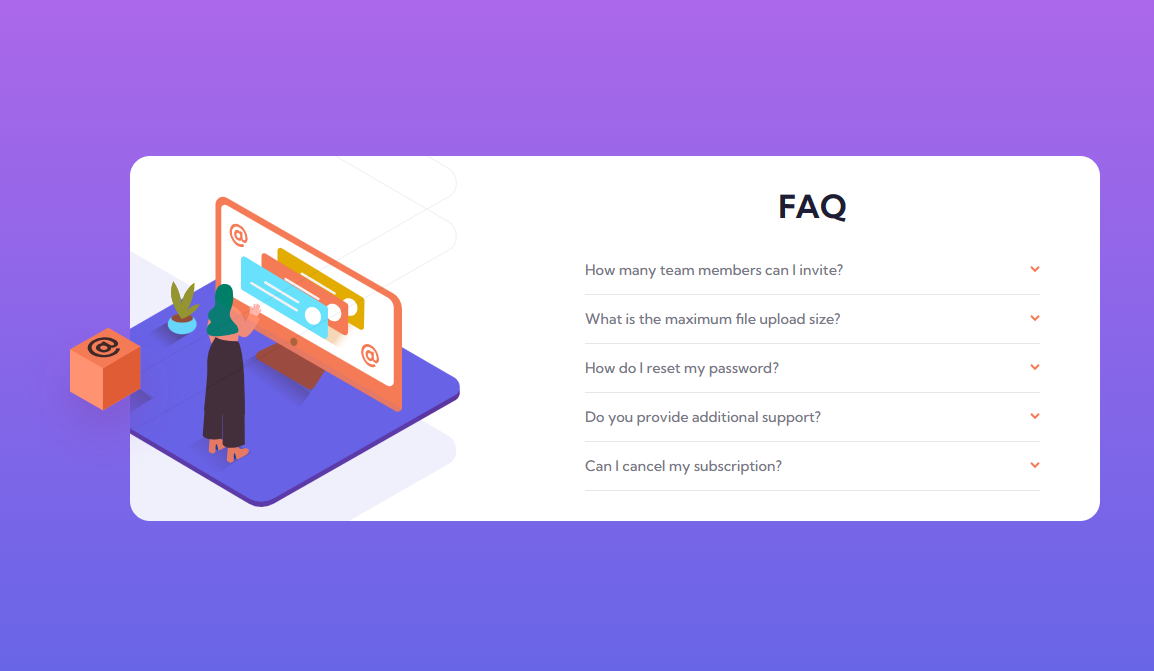 FAQ
How many team members can I invite?
What is the maximum file upload size?
How do I reset my password?
Do you provide additional support?
Can I cancel my subscription?
@
@
@